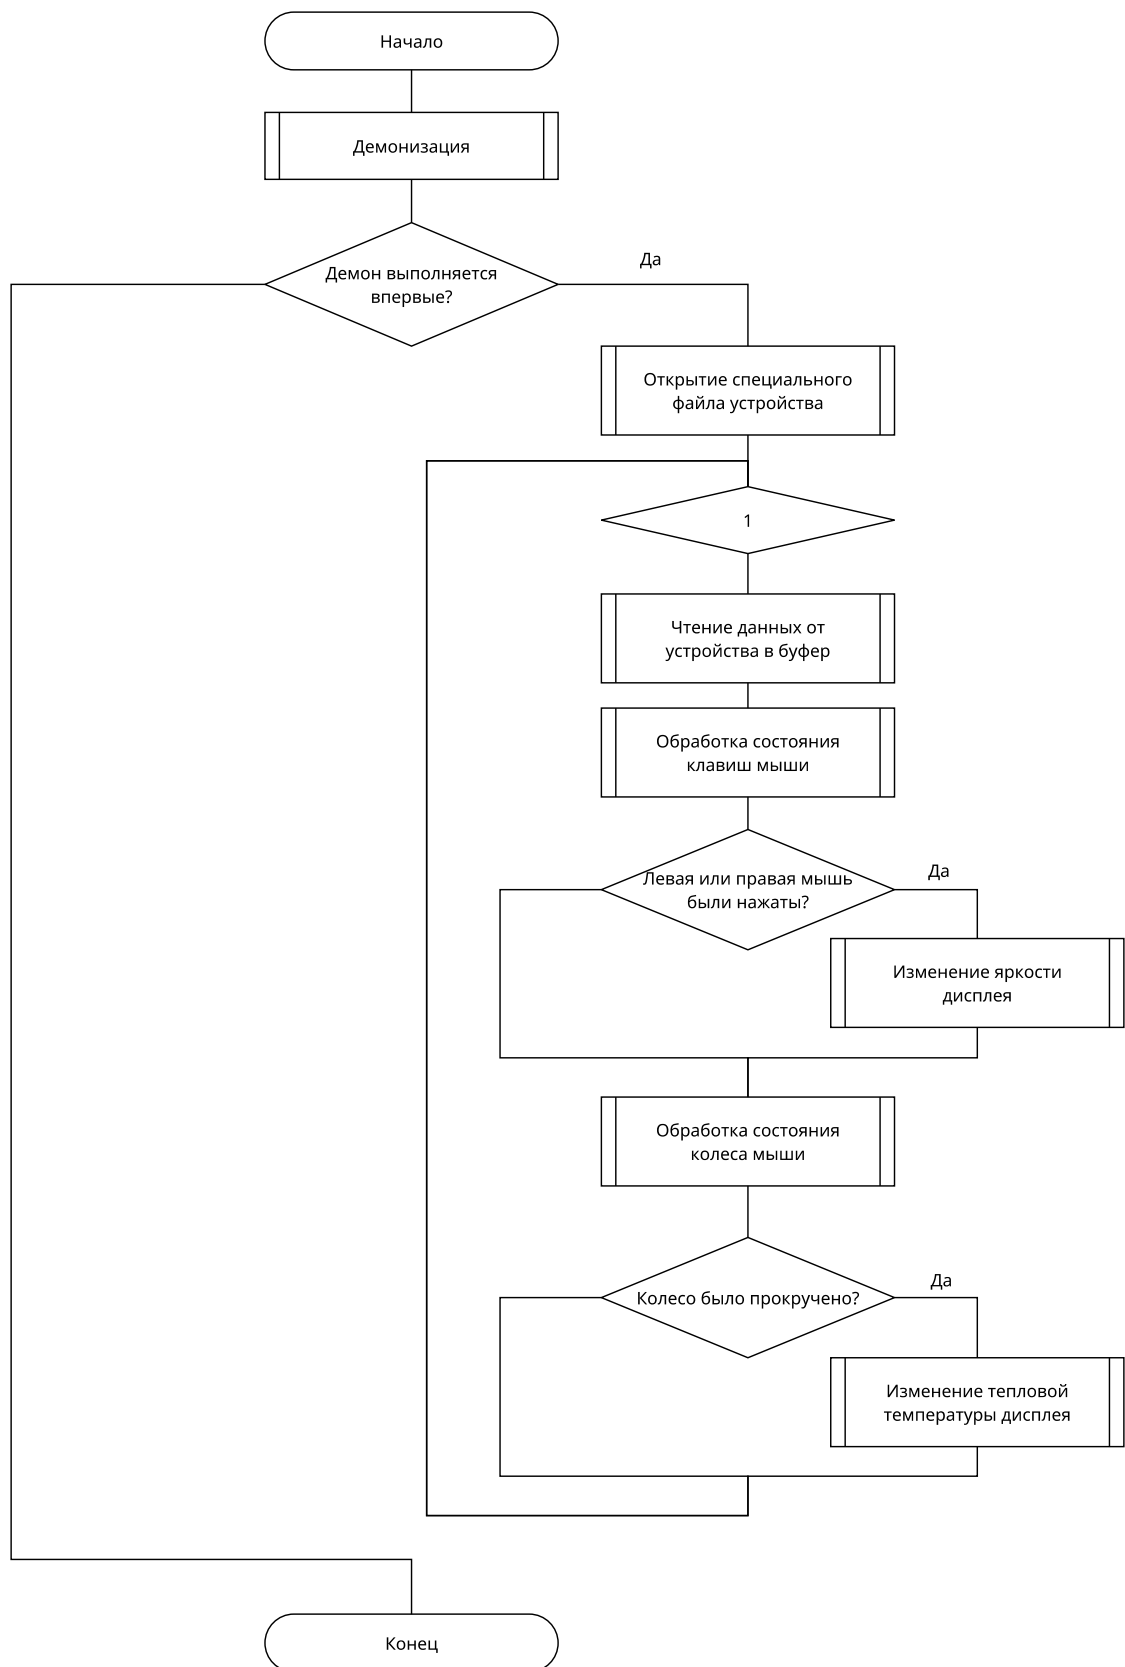 Начало
Демонизация
Демон выполняется
впервые?
Да
Открытие специального
файла устройства
1
Чтение данных от
устройства в буфер
Обработка состояния
клавиш мыши
Левая или правая мышь
были нажаты?
Да
Изменение яркости
дисплея
Обработка состояния
колеса мыши
Колесо было прокручено?
Да
Изменение тепловой
температуры дисплея
Конец